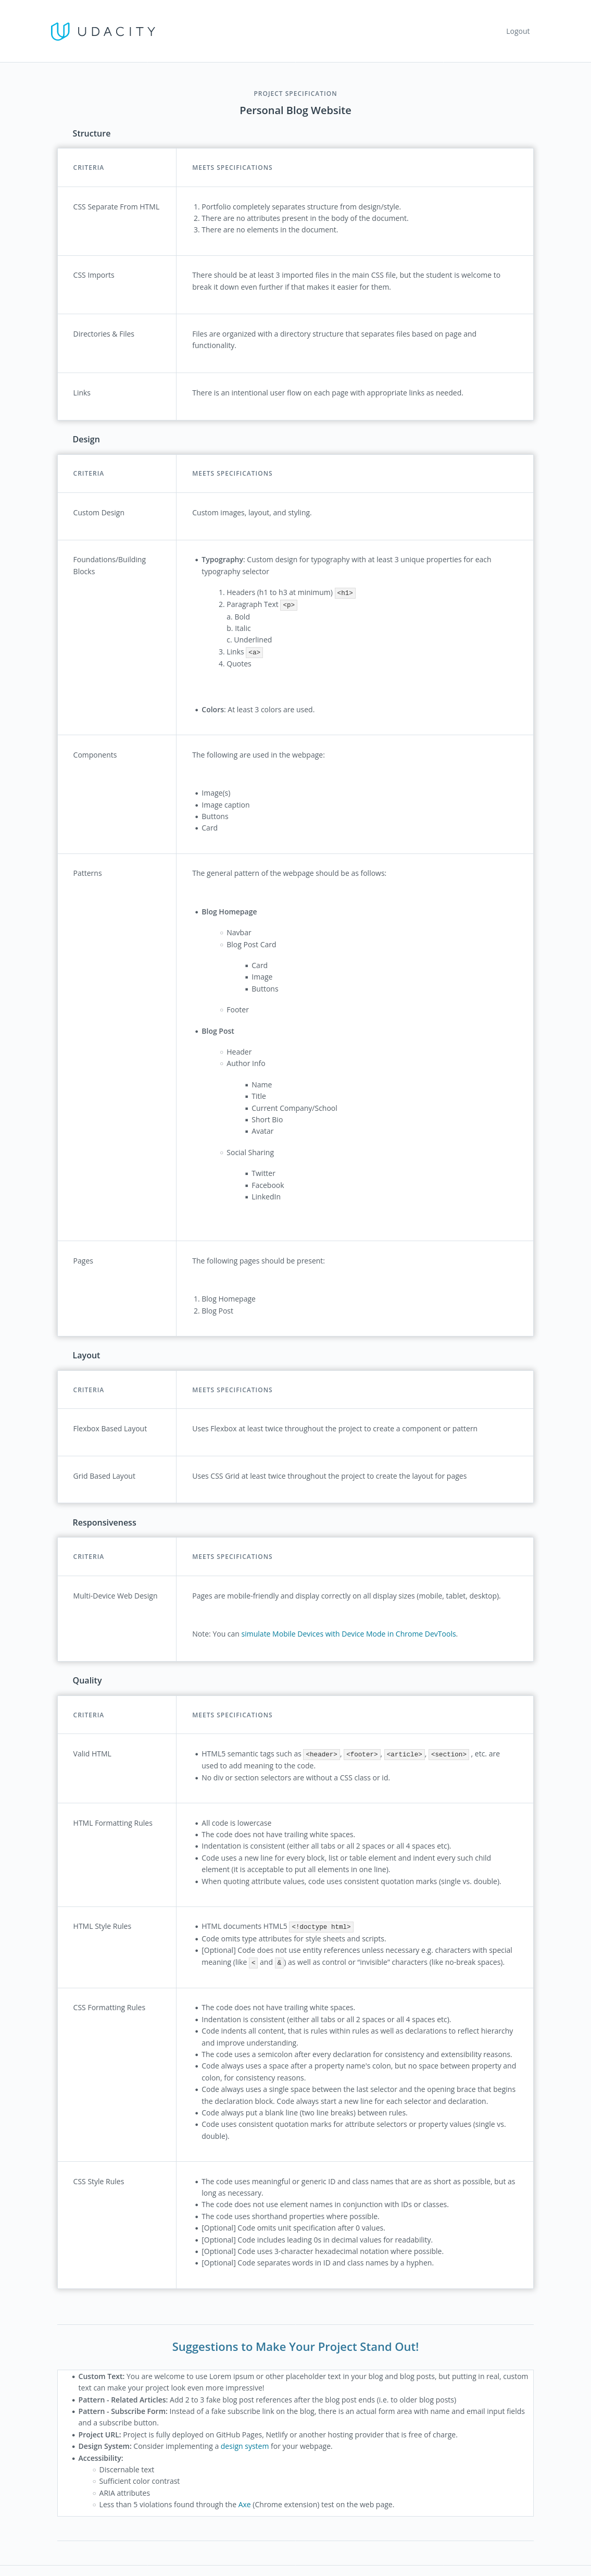 UDACITY
Logout
PROJECT SPECIFICATION
Personal Blog Website
Structure
CRITERIA
MEETS SPECIFICATIONS
CSS Separate From HTML
1. Portfolio completely separates structure from design/style.
2. There are no attributes present in the body of the document.
3. There are no elements in the document.
CSS Imports
There should be at least 3 imported files in the main CSS file, but the student is welcome to
break it down even further if that makes it easier for them.
Directories & Files
Files are organized with a directory structure that separates files based on page and
functionality.
Links
There is an intentional user flow on each page with appropriate links as needed.
Design
CRITERIA
MEETS SPECIFICATIONS
Custom Design
Custom images, layout, and styling.
Foundations/Building
Blocks
• Typography: Custom design for typography with at least 3 unique properties for each
typography selector
1. Headers (h1 to h3 at minimum) <h1>
2. Paragraph Text <p>
a. Bold
b. Italic
c. Underlined
3. Links <a>
4. Quotes
• Colors: At least 3 colors are used.
Components
The following are used in the webpage:
• Image(s)
• Image caption
• Buttons
• Card
Patterns
The general pattern of the webpage should be as follows:
• Blog Homepage
○ Navbar
○ Blog Post Card
▪ Card
▪ Image
▪ Buttons
○ Footer
• Blog Post
○ Header
○ Author Info
▪ Name
▪ Title
▪ Current Company/School
▪ Short Bio
▪ Avatar
○ Social Sharing
▪ Twitter
▪ Facebook
▪ LinkedIn
Pages
The following pages should be present:
1. Blog Homepage
2. Blog Post
Layout
CRITERIA
MEETS SPECIFICATIONS
Flexbox Based Layout
Uses Flexbox at least twice throughout the project to create a component or pattern
Grid Based Layout
Uses CSS Grid at least twice throughout the project to create the layout for pages
Responsiveness
CRITERIA
MEETS SPECIFICATIONS
Multi-Device Web Design
Pages are mobile-friendly and display correctly on all display sizes (mobile, tablet, desktop).
Note: You can simulate Mobile Devices with Device Mode in Chrome DevTools.
Quality
CRITERIA
MEETS SPECIFICATIONS
Valid HTML
• HTML5 semantic tags such as <header>, <footer>, <article>, <section> , etc. are
used to add meaning to the code.
• No div or section selectors are without a CSS class or id.
HTML Formatting Rules
• All code is lowercase
• The code does not have trailing white spaces.
• Indentation is consistent (either all tabs or all 2 spaces or all 4 spaces etc).
• Code uses a new line for every block, list or table element and indent every such child
element (it is acceptable to put all elements in one line).
• When quoting attribute values, code uses consistent quotation marks (single vs. double).
HTML Style Rules
• HTML documents HTML5 <!doctype html>
• Code omits type attributes for style sheets and scripts.
• [Optional] Code does not use entity references unless necessary e.g. characters with special
meaning (like < and &) as well as control or “invisible” characters (like no-break spaces).
CSS Formatting Rules
• The code does not have trailing white spaces.
• Indentation is consistent (either all tabs or all 2 spaces or all 4 spaces etc).
• Code indents all content, that is rules within rules as well as declarations to reflect hierarchy
and improve understanding.
• The code uses a semicolon after every declaration for consistency and extensibility reasons.
• Code always uses a space after a property name's colon, but no space between property and
colon, for consistency reasons.
• Code always uses a single space between the last selector and the opening brace that begins
the declaration block. Code always start a new line for each selector and declaration.
• Code always put a blank line (two line breaks) between rules.
• Code uses consistent quotation marks for attribute selectors or property values (single vs.
double).
CSS Style Rules
• The code uses meaningful or generic ID and class names that are as short as possible, but as
long as necessary.
• The code does not use element names in conjunction with IDs or classes.
• The code uses shorthand properties where possible.
• [Optional] Code omits unit specification after 0 values.
• [Optional] Code includes leading 0s in decimal values for readability.
• [Optional] Code uses 3-character hexadecimal notation where possible.
• [Optional] Code separates words in ID and class names by a hyphen.
Suggestions to Make Your Project Stand Out!
• Custom Text: You are welcome to use Lorem ipsum or other placeholder text in your blog and blog posts, but putting in real, custom
text can make your project look even more impressive!
• Pattern - Related Articles: Add 2 to 3 fake blog post references after the blog post ends (i.e. to older blog posts)
• Pattern - Subscribe Form: Instead of a fake subscribe link on the blog, there is an actual form area with name and email input fields
and a subscribe button.
• Project URL: Project is fully deployed on GitHub Pages, Netlify or another hosting provider that is free of charge.
• Design System: Consider implementing a design system for your webpage.
• Accessibility:
○ Discernable text
○ Sufficient color contrast
○ ARIA attributes
○ Less than 5 violations found through the Axe (Chrome extension) test on the web page.